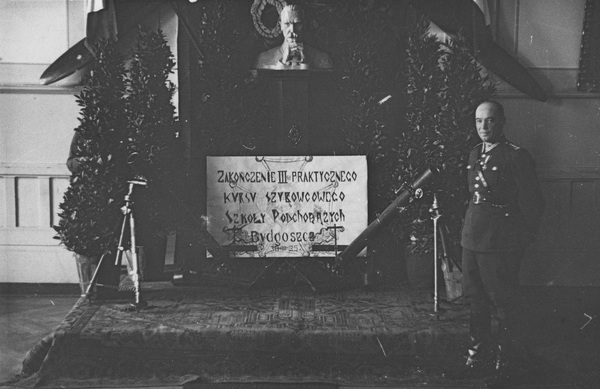 ZAKOŃCZENIE III PRAKTYCZNEGO
KURSU SZYBOWCOWEGO
SZKOŁY PODCHORĄŻYCH
Bydgoszcz